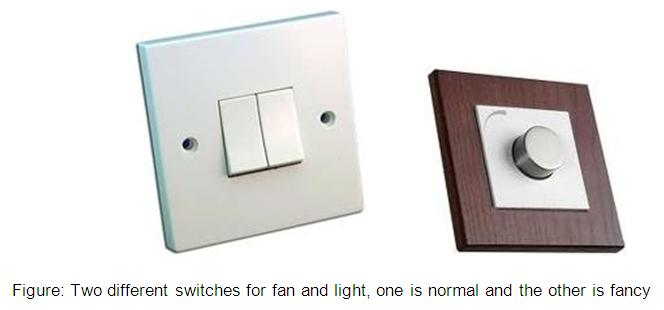 Figure: Two different switches for fan and light, one is normal and the other is fancy